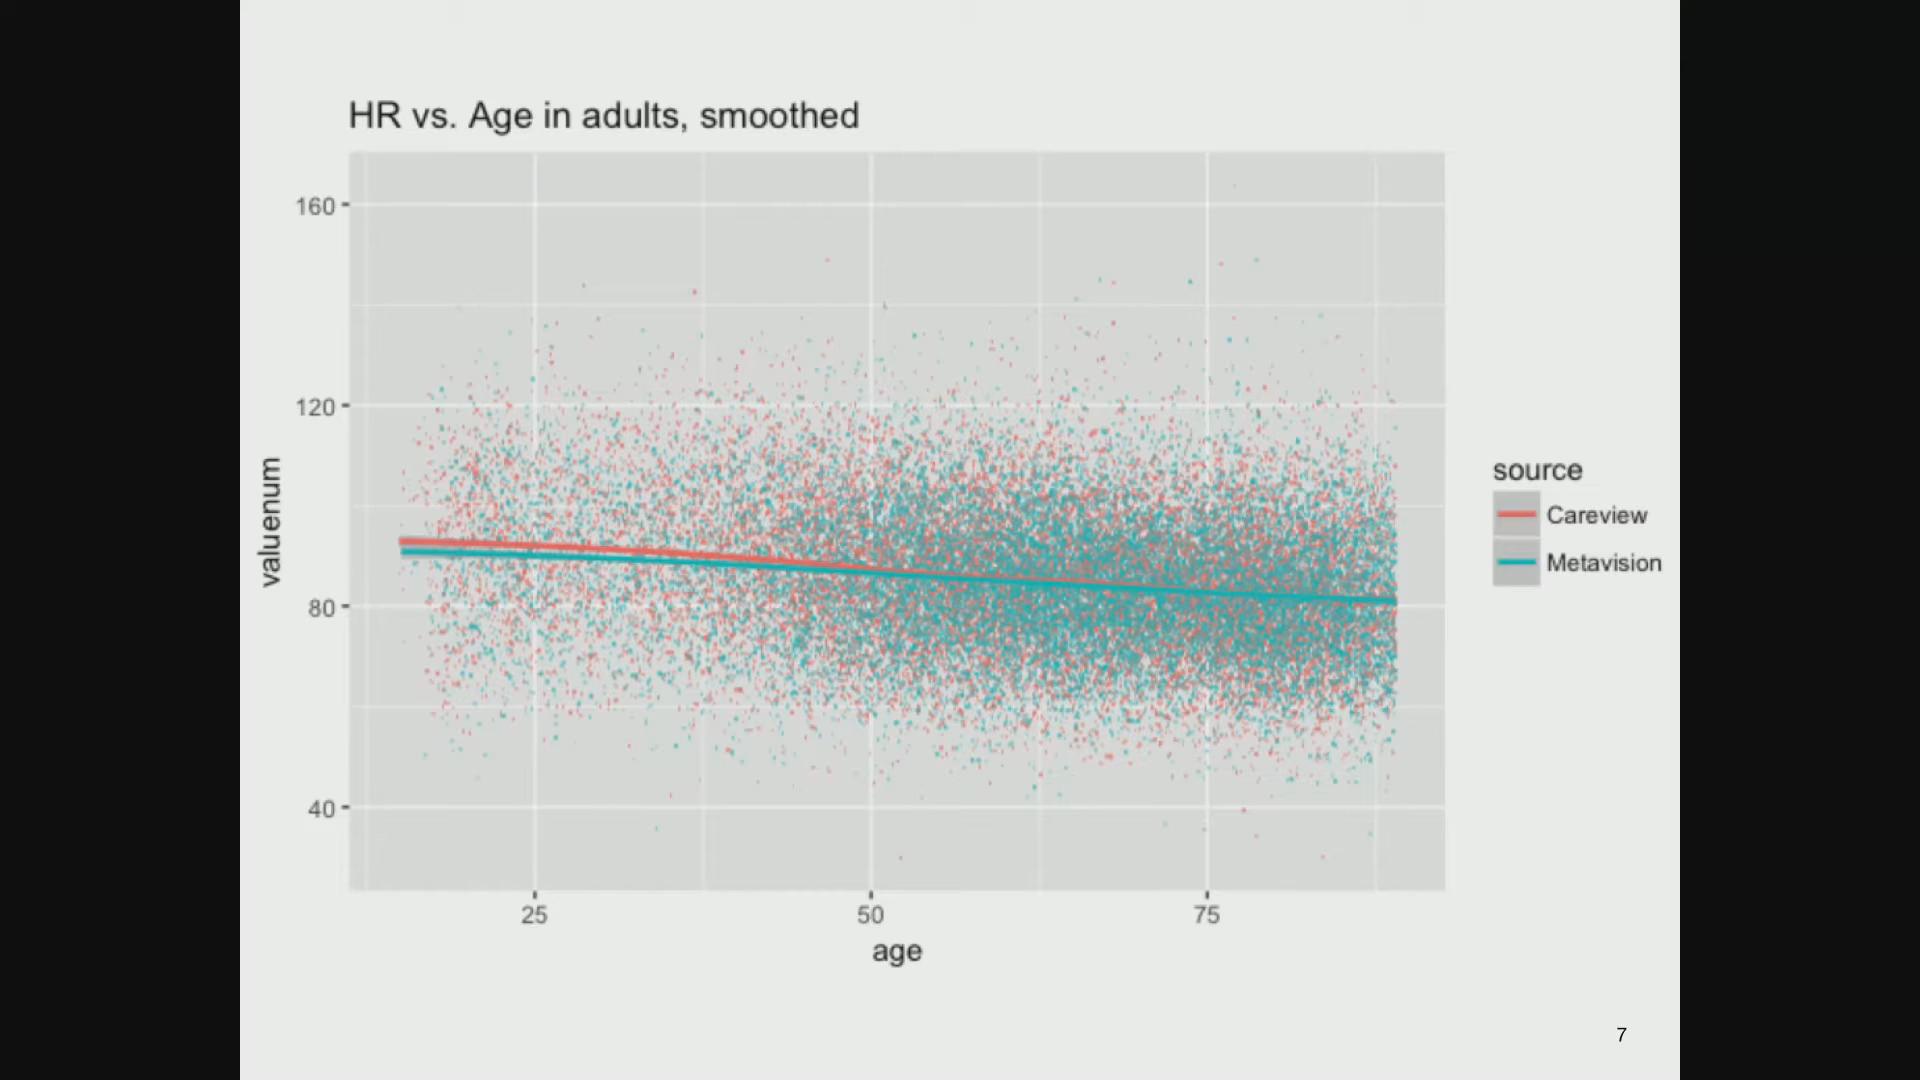 HR vs. Age in adults, smoothed
160
120
80
40
valuenum
25
50
75
age
source
Careview
Metavision
7